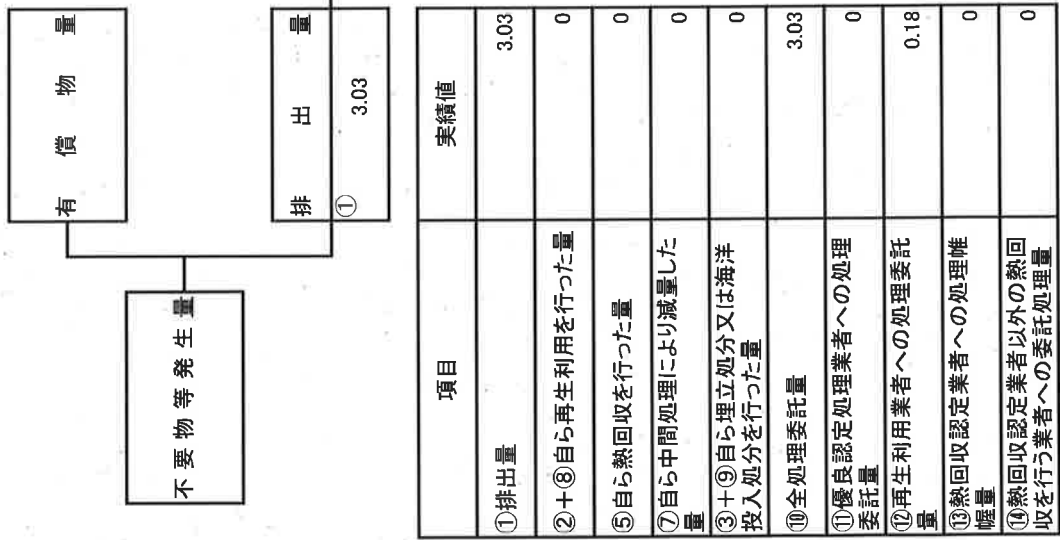 有償物量
不要物等発生量
排出量
①
3.03
項目 実績値
①排出量 3.03
②+⑧自ら再生利用を行った量 0
⑤自ら熱回収を行った量 0
⑦自ら中間処理により減量した
量 0
③+⑨自ら埋立処分又は海洋
投入処分を行った量 0
⑩全処理委託量 3.03
⑪優良認定処理業者への処理
委託量 0
⑫再生利用業者への処理委託
量 0.18
⑬熱回収認定業者への処理帷
幄量 0
⑭熱回収認定業者以外の熱回
収を行う業者への委託処理量 0